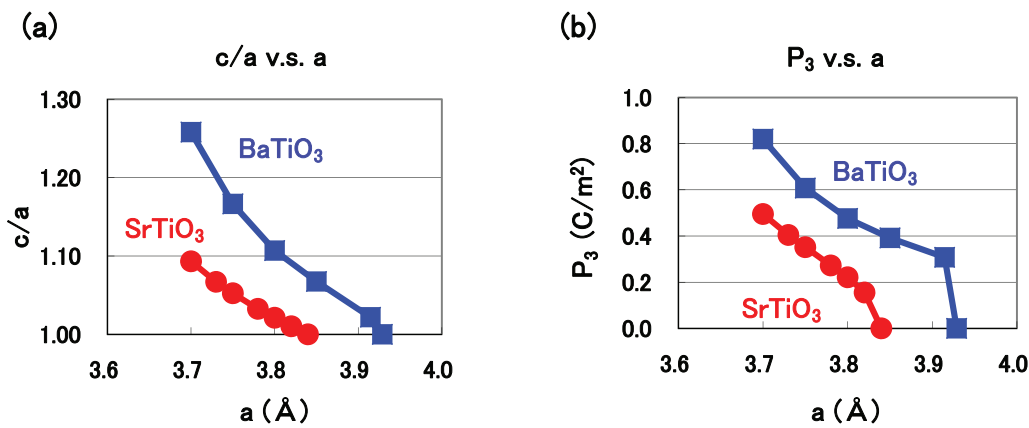 (a)
c/a v.s. a
c/a
1.30
1.20
1.10
1.00
BaTiO₃
SrTiO₃
3.6 3.7 3.8 3.9 4.0
a (Å)
(b)
P₃ v.s. a
P₃ (C/m²)
1.0
0.8
0.6
0.4
0.2
0.0
BaTiO₃
SrTiO₃
3.6 3.7 3.8 3.9 4.0
a (Å)